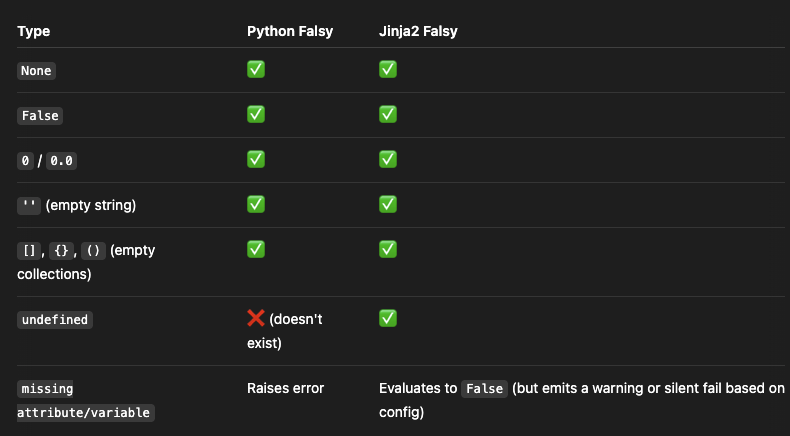 Type Python Falsy Jinja2 Falsy
None ✅ ✅
False ✅ ✅
0 / 0.0 ✅ ✅
'' (empty string) ✅ ✅
[], {}, () (empty ✅ ✅
collections)
undefined ❌ (doesn't ✅
exist)
missing Raises error Evaluates to False (but emits a warning or silent fail based on
attribute/variable config)